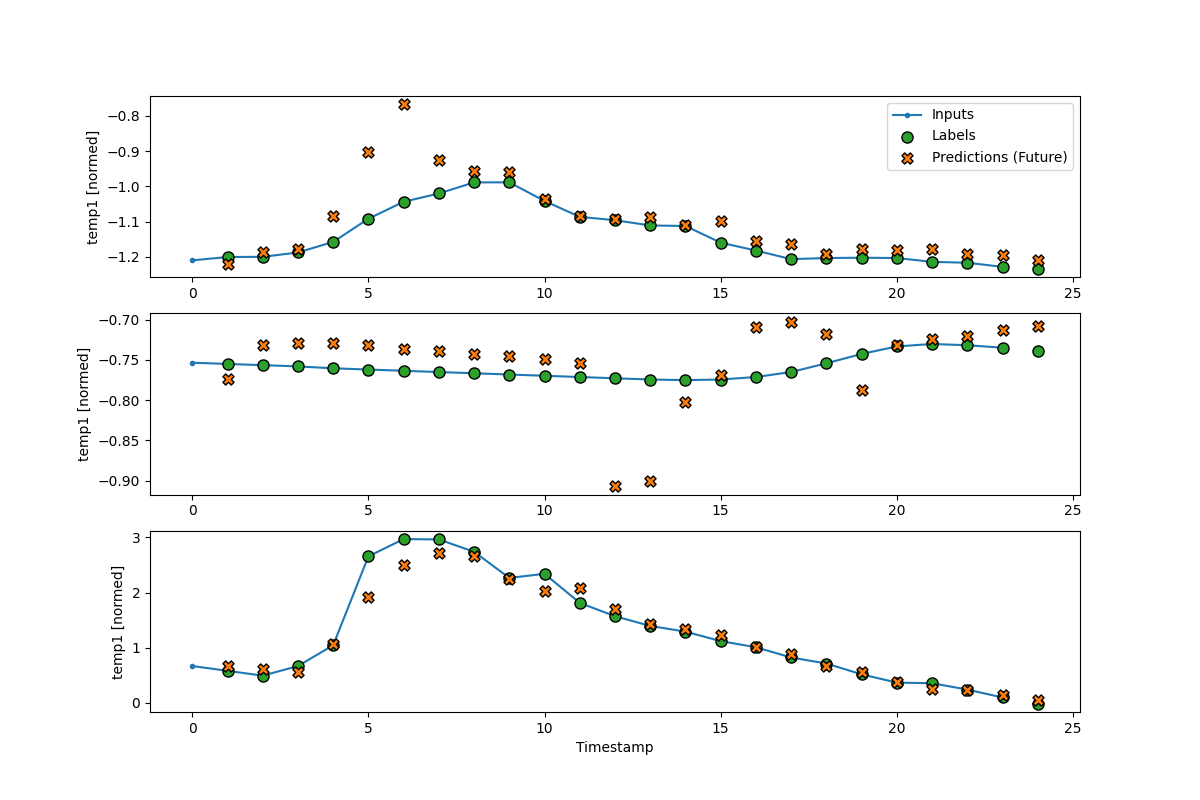 temp1 [normed]
−0.8
−0.9
−1.0
−1.1
−1.2
Inputs
Labels
Predictions (Future)
0 5 10 15 20 25
temp1 [normed]
−0.70
−0.75
−0.80
−0.85
−0.90
0 5 10 15 20 25
temp1 [normed]
3
2
1
0
0 5 10 15 20 25
Timestamp